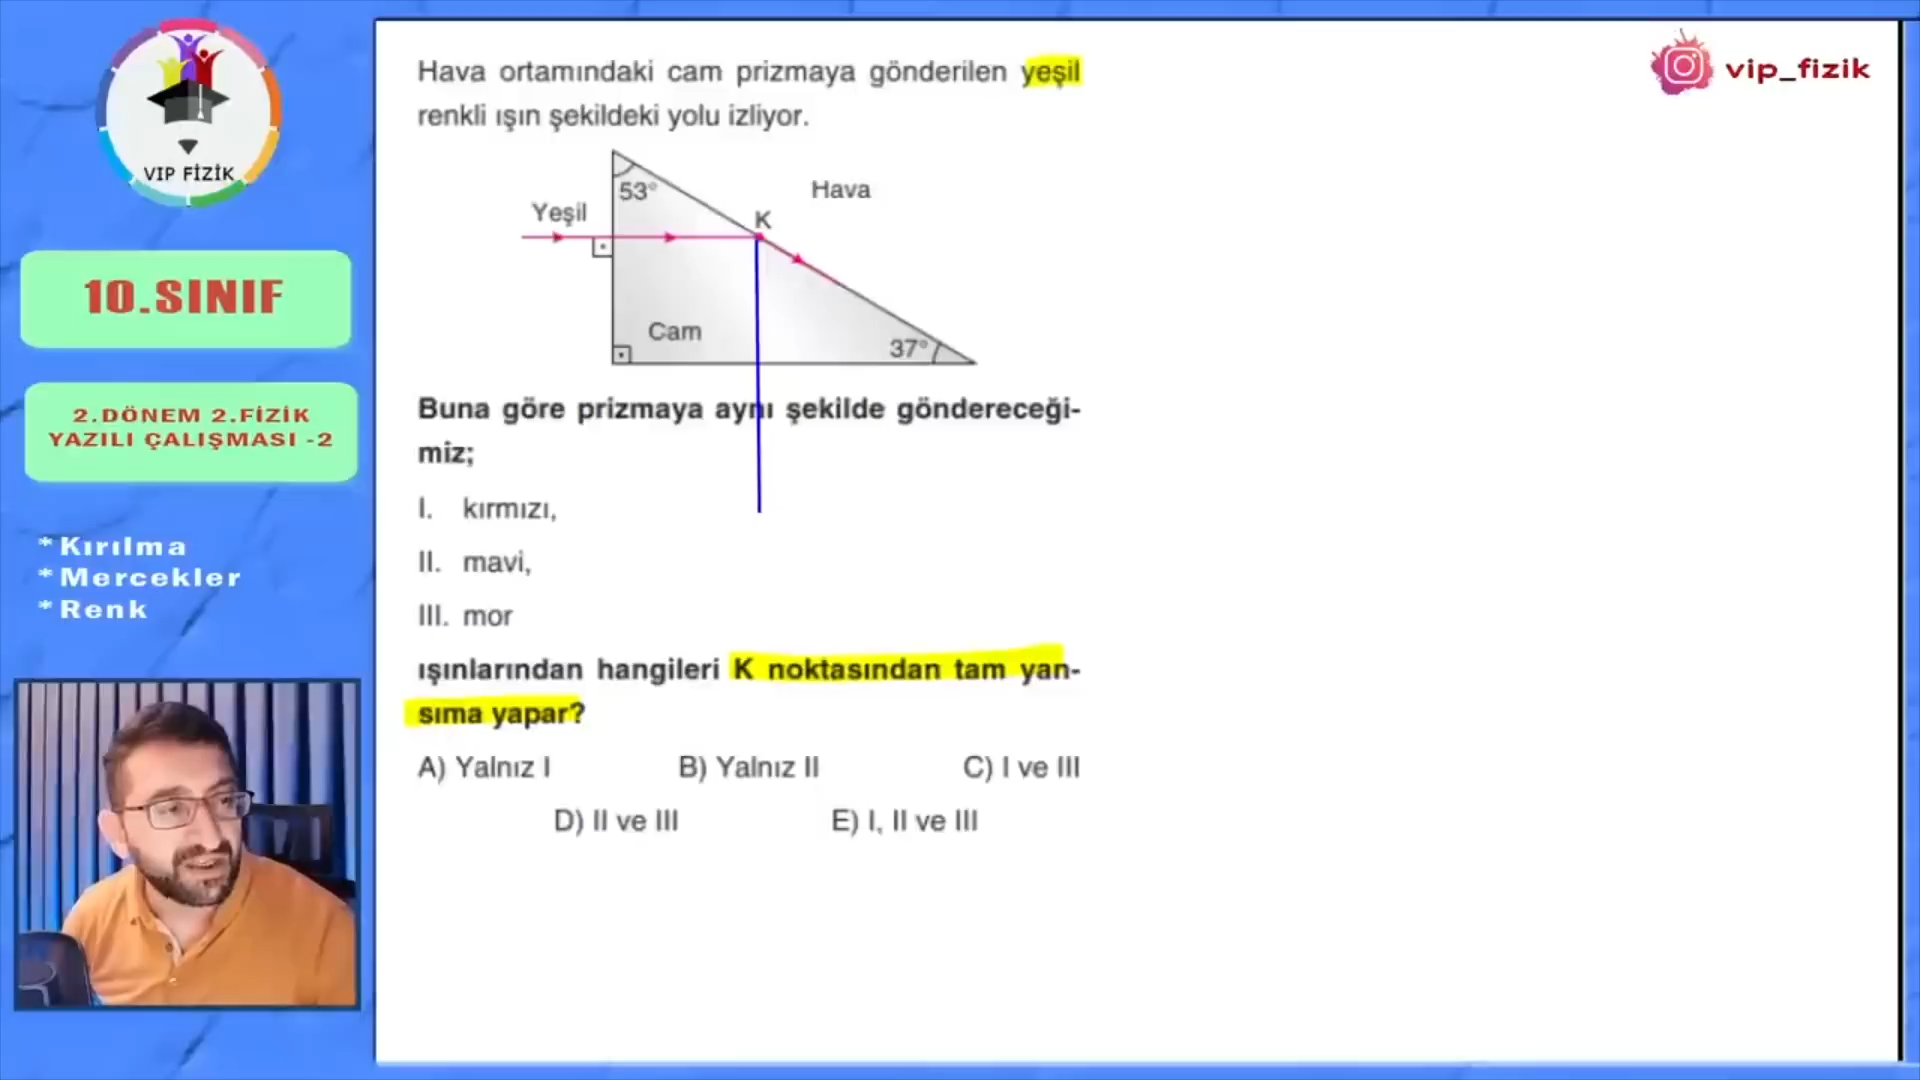 VIP FİZİK
10.SINIF
2.DÖNEM 2.FİZİK
YAZILI ÇALIŞMASI -2
* Kırılma
* Mercekler
* Renk
vip_fizik
Hava ortamındaki cam prizmaya gönderilen yeşil
renkli ışın şekildeki yolu izliyor.
53°
Hava
Yeşil
K
Cam
37°
Buna göre prizmaya aynı şekilde göndereceği-
miz;
I. kırmızı,
II. mavi,
III. mor
ışınlarından hangileri K noktasından tam yan-
sıma yapar?
A) Yalnız I B) Yalnız II C) I ve III
D) II ve III E) I, II ve III